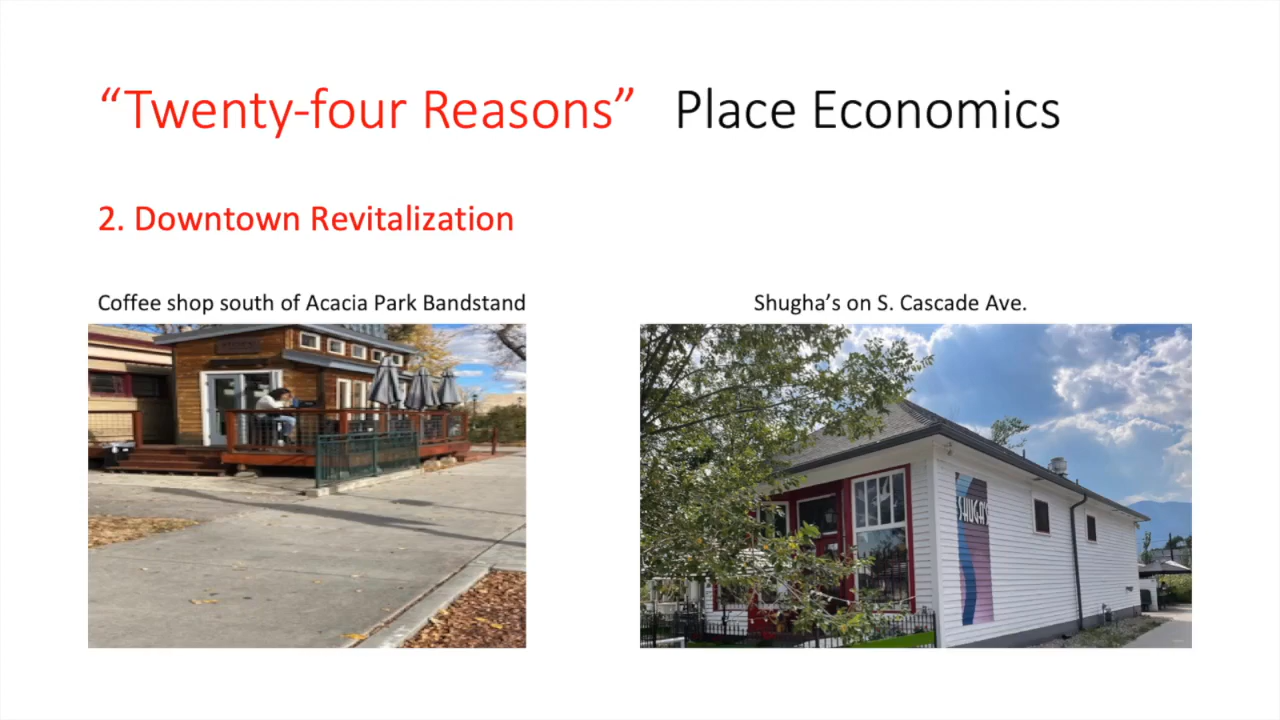 “Twenty-four Reasons” Place Economics
2. Downtown Revitalization
Coffee shop south of Acacia Park Bandstand
Shugha’s on S. Cascade Ave.
SHUGA'S